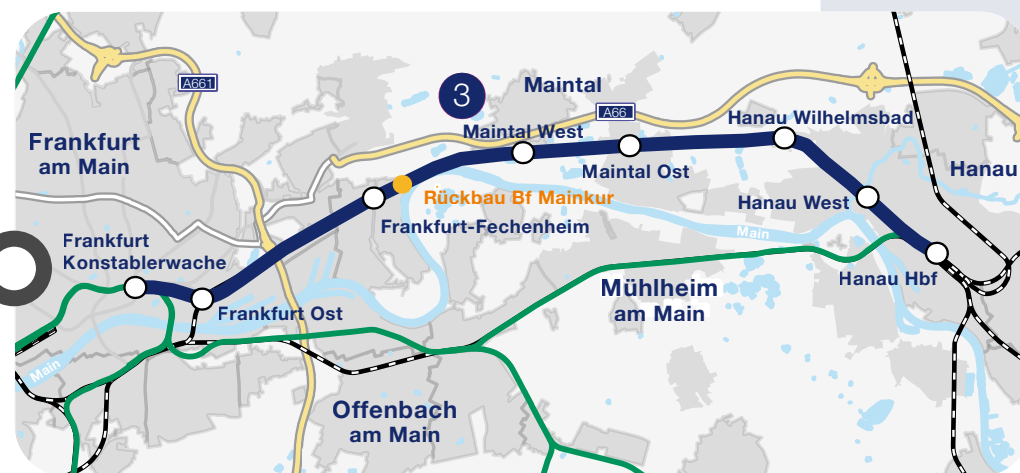 A661
3
Maintal
A66
Hanau Wilhelmsbad
Maintal West
Frankfurt
am Main
Maintal Ost
Hanau
Rückbau Bf Mainkur
Hanau West
Frankfurt-Fechenheim
Main
Frankfurt
Konstablerwache
Hanau Hbf
Mühlheim
am Main
Frankfurt Ost
Main
Offenbach
am Main